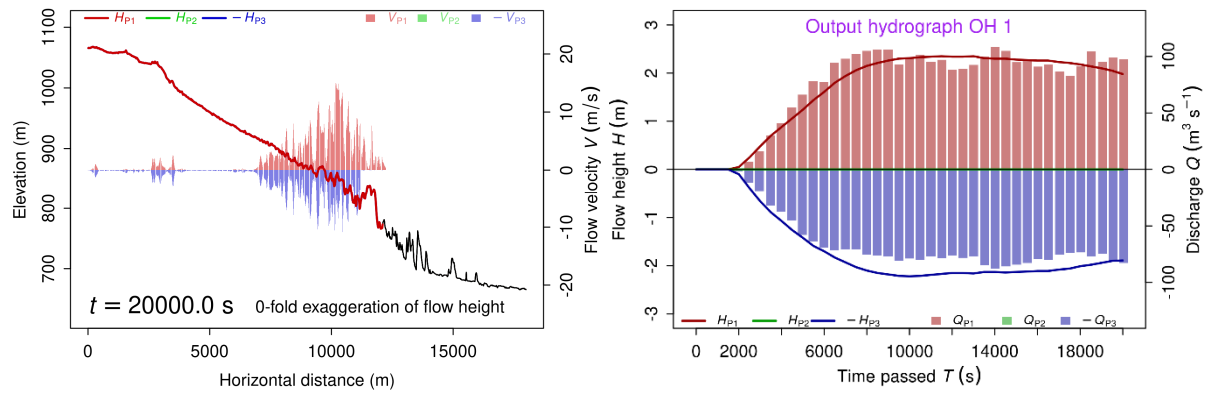 H_P1 H_P2 − H_P3 V_P1 V_P2 − V_P3
1100
1000
900
800
700
Elevation (m)
20
10
0
-10
-20
Flow velocity V (m/s)
t = 20000.0 s 0-fold exaggeration of flow height
0 5000 10000 15000
Horizontal distance (m)
Output hydrograph OH 1
3
2
1
0
-1
-2
-3
Flow height H (m)
100
50
0
-50
-100
Discharge Q (m³ s⁻¹)
H_P1 H_P2 − H_P3 Q_P1 Q_P2 − Q_P3
0 2000 6000 10000 14000 18000
Time passed T (s)